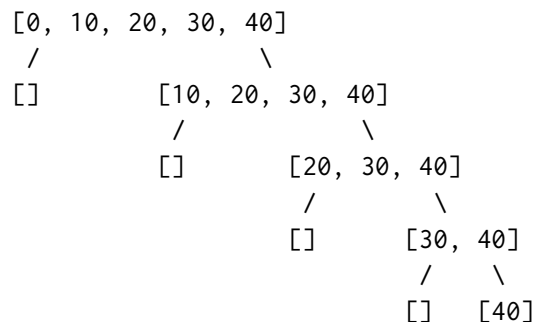 [0, 10, 20, 30, 40]
/ \
[] [10, 20, 30, 40]
/ \
[] [20, 30, 40]
/ \
[] [30, 40]
/ \
[] [40]